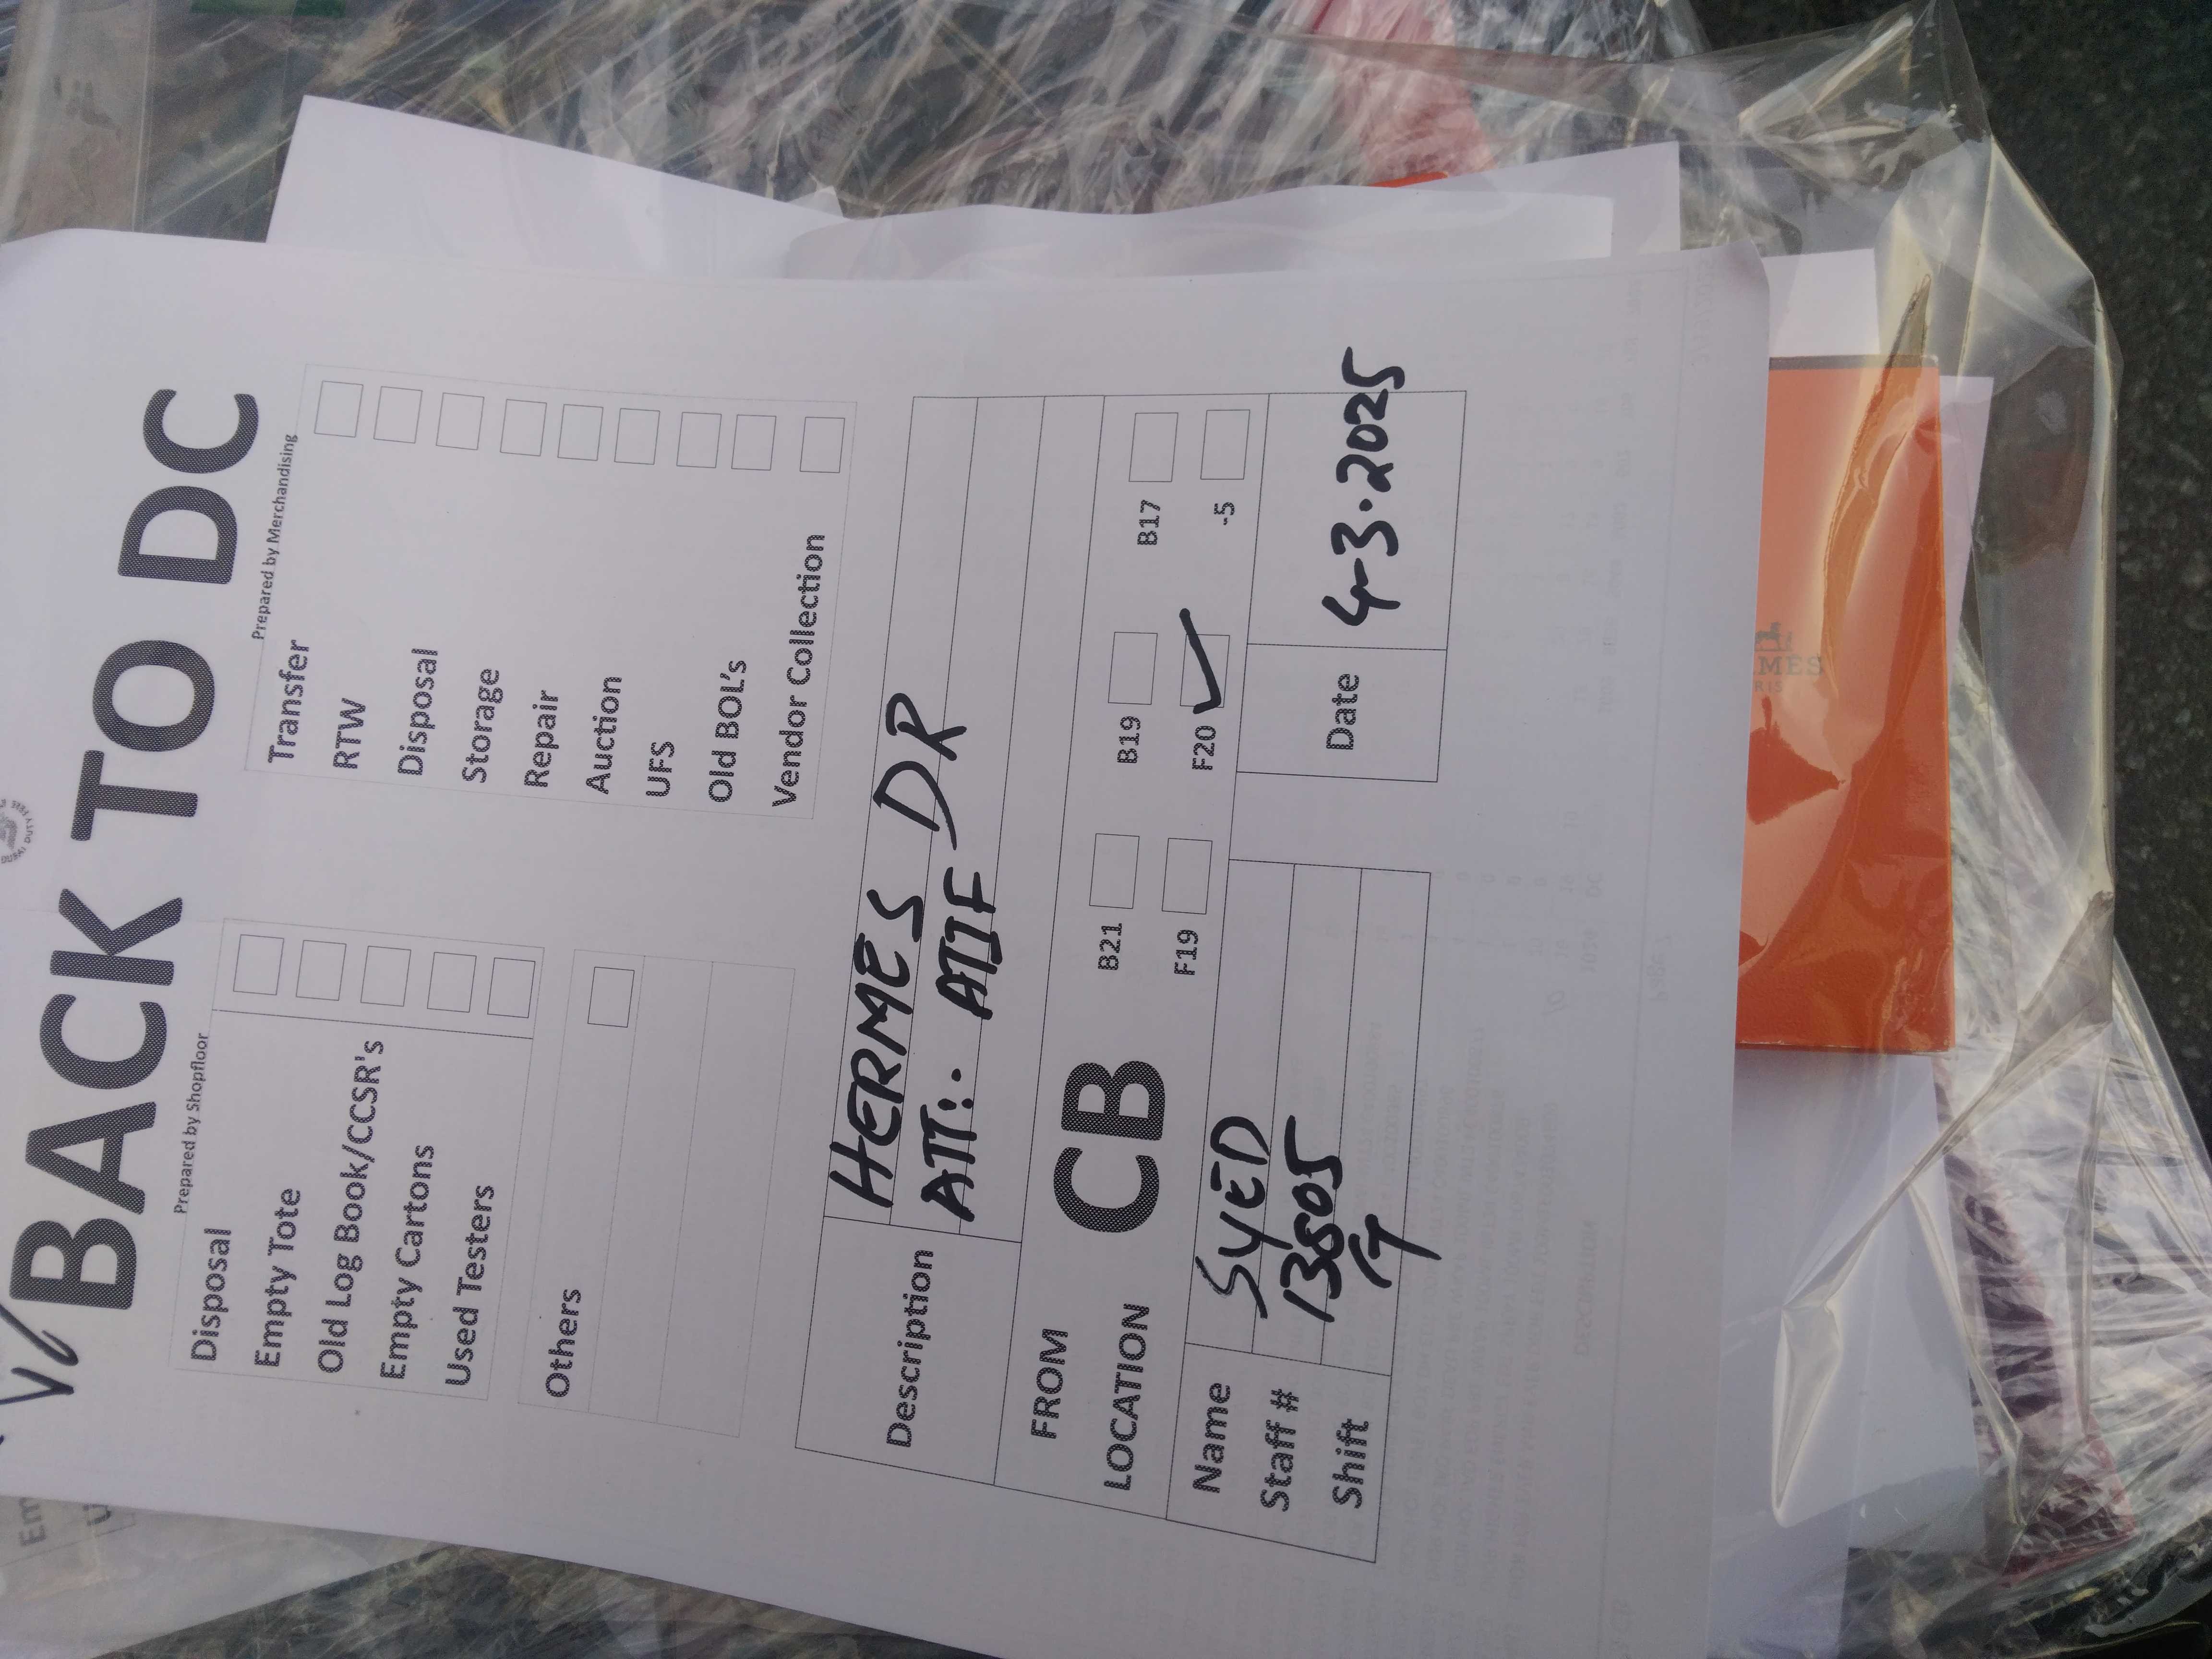 BACK TO DC
Prepared by Shopfloor
Disposal
Empty Tote
Old Log Book/CCSR's
Empty Cartons
Used Testers
Others
Prepared by Merchandising
Transfer
RTW
Disposal
Storage
Repair
Auction
UFS
Old BOL's
Vendor Collection
Description HERMES DR
ATT:. ATIF
FROM LOCATION CB
B21 B19 B17
F19 F20 ✓ -5
Name SYED
Staff # 13505
Shift
Date 4-3.2025